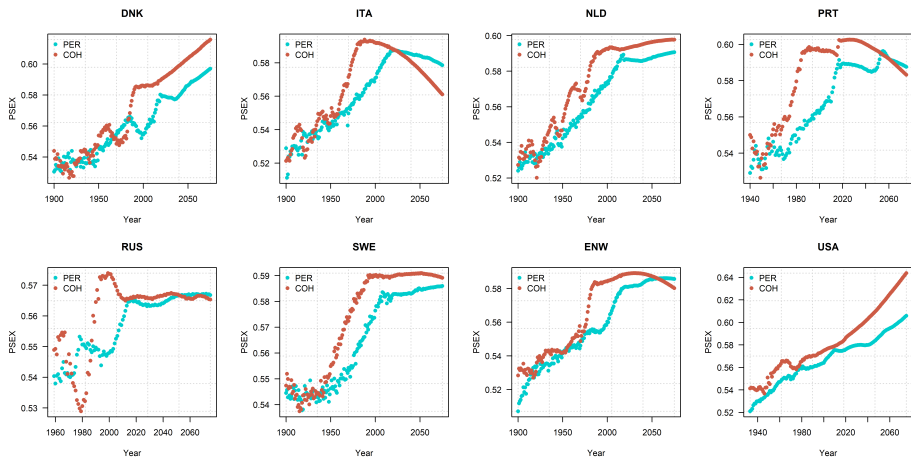 DNK
PER
COH
PSEX
0.60
0.58
0.56
0.54
1900
1950
2000
2050
Year
ITA
PER
COH
PSEX
0.58
0.56
0.54
0.52
1900
1950
2000
2050
Year
NLD
PER
COH
PSEX
0.60
0.58
0.56
0.54
0.52
1900
1950
2000
2050
Year
PRT
PER
COH
PSEX
0.60
0.58
0.56
0.54
1940
1980
2020
2060
Year
RUS
PER
COH
PSEX
0.57
0.56
0.55
0.54
0.53
1960
1980
2000
2020
2040
2060
Year
SWE
PER
COH
PSEX
0.59
0.58
0.57
0.56
0.55
0.54
1900
1950
2000
2050
Year
ENW
PER
COH
PSEX
0.58
0.56
0.54
0.52
1900
1950
2000
2050
Year
USA
PER
COH
PSEX
0.64
0.62
0.60
0.58
0.56
0.54
0.52
1940
1980
2020
2060
Year